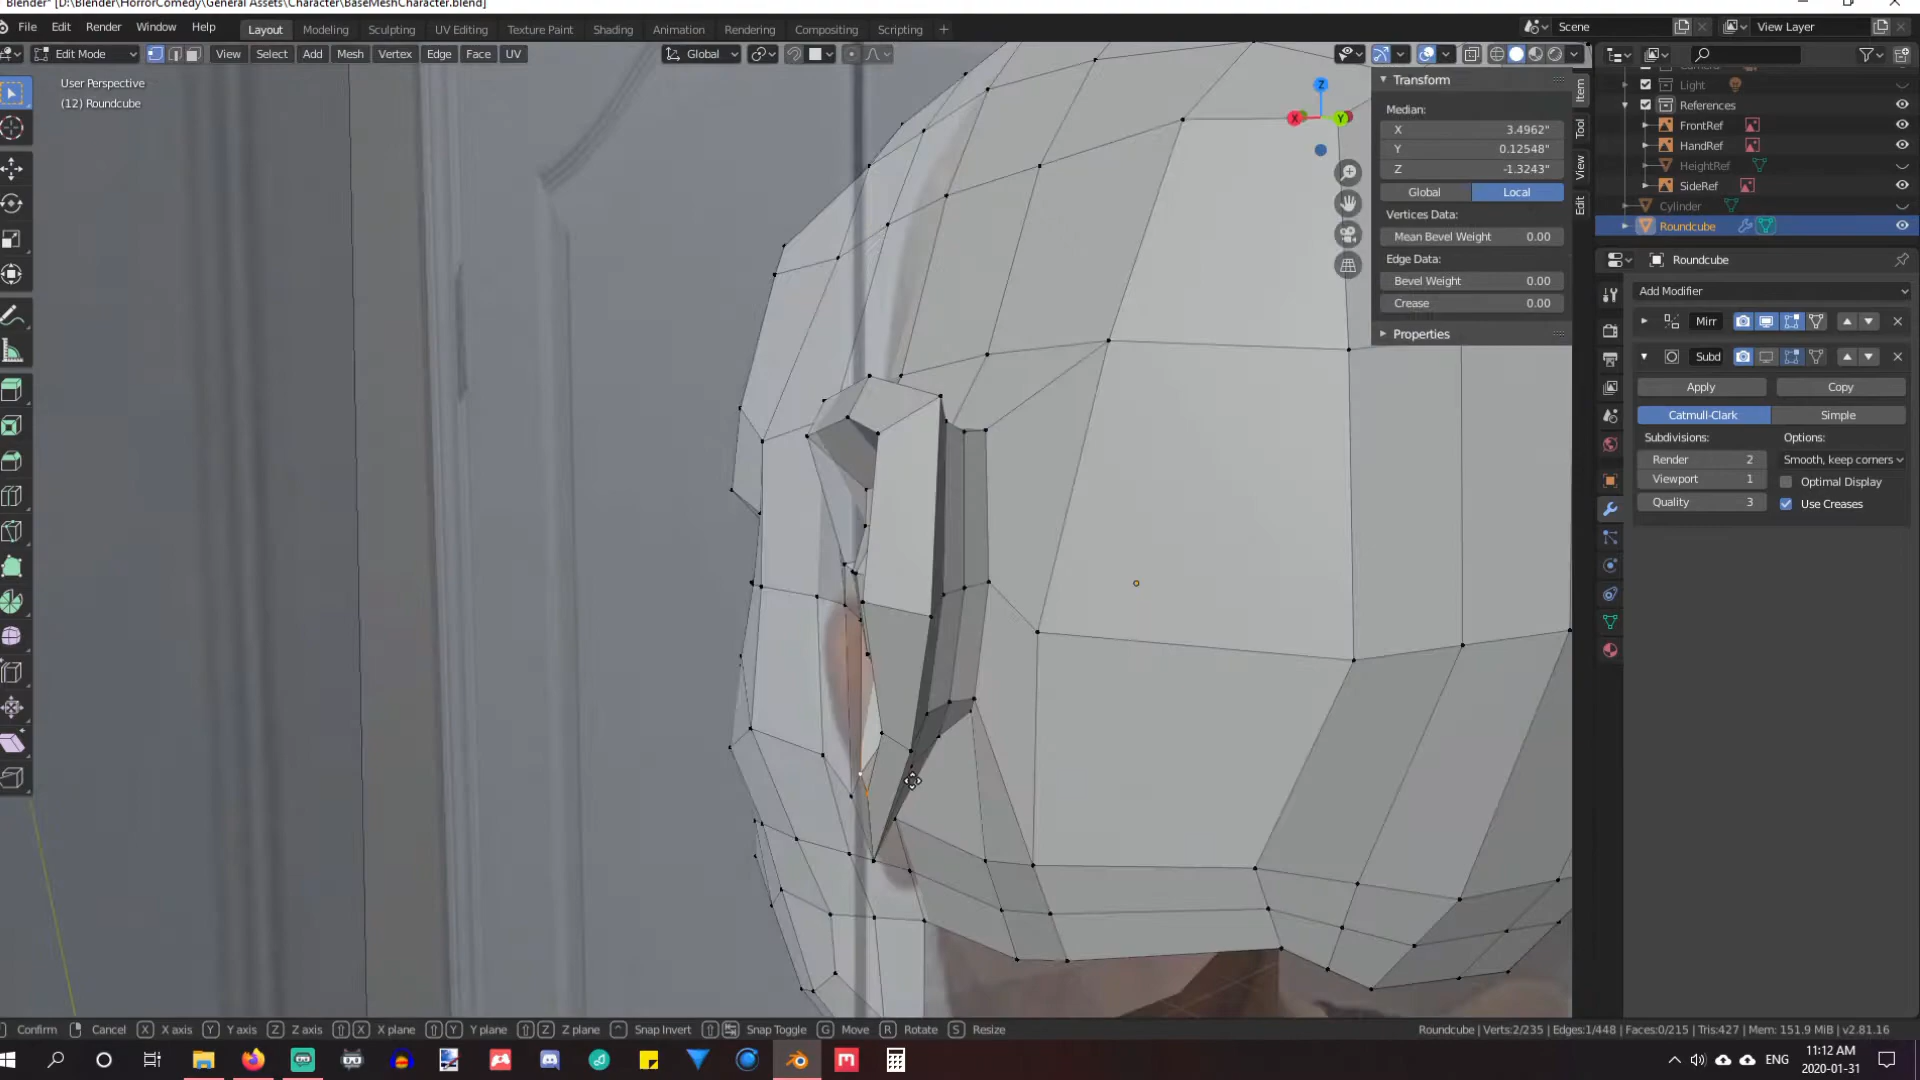 Blender* [D:\Blender\HorrorComedy\General Assets\Character\BaseMeshCharacter.blend]
File Edit Render Window Help Layout Modeling Sculpting UV Editing Texture Paint Shading Animation Rendering Compositing Scripting + Scene View Layer
Edit Mode View Select Add Mesh Vertex Edge Face UV Global
User Perspective
(12) Roundcube
Transform
Median:
X 3.4962"
Y 0.12548"
Z -1.3243"
Global Local
Vertices Data:
Mean Bevel Weight 0.00
Edge Data:
Bevel Weight 0.00
Crease 0.00
Properties
Item
Tool
View
Edit
Z
X
Y
Light
References
FrontRef
HandRef
HeightRef
SideRef
Cylinder
Roundcube
Roundcube
Add Modifier
Mirr
Subd
Apply Copy
Catmull-Clark Simple
Subdivisions: Options:
Render 2 Smooth, keep corners
Viewport 1 Optimal Display
Quality 3 Use Creases
Confirm Cancel X X axis Y Y axis Z Z axis X X plane Y Y plane Z Z plane Snap Invert Snap Toggle G Move R Rotate S Resize
Roundcube | Verts:2/235 | Edges:1/448 | Faces:0/215 | Tris:427 | Mem: 151.9 MiB | v2.81.16
ENG
11:12 AM
2020-01-31